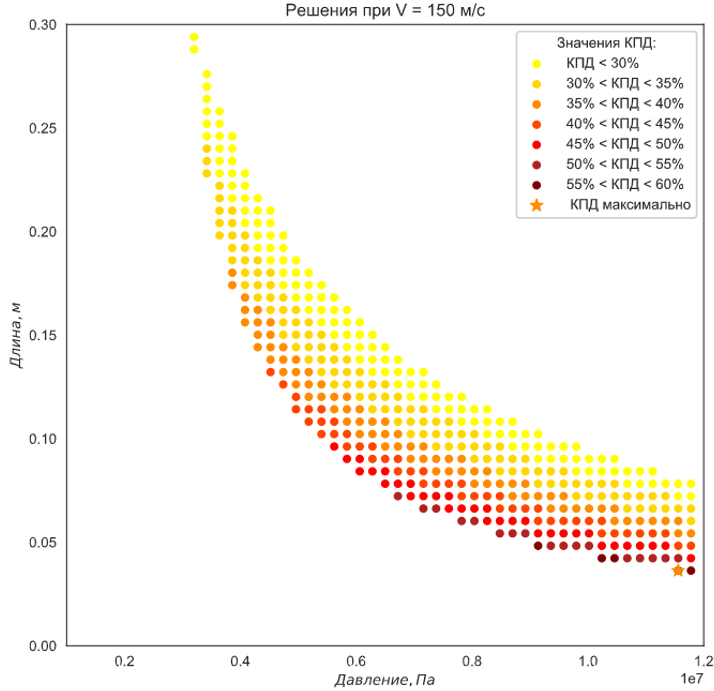 Решения при V = 150 м/с
0.30
0.25
0.20
0.15
0.10
0.05
0.00
Длина, м
Значения КПД:
КПД < 30%
30% < КПД < 35%
35% < КПД < 40%
40% < КПД < 45%
45% < КПД < 50%
50% < КПД < 55%
55% < КПД < 60%
КПД максимально
0.2
0.4
0.6
0.8
1.0
1.2
1e7
Давление, Па